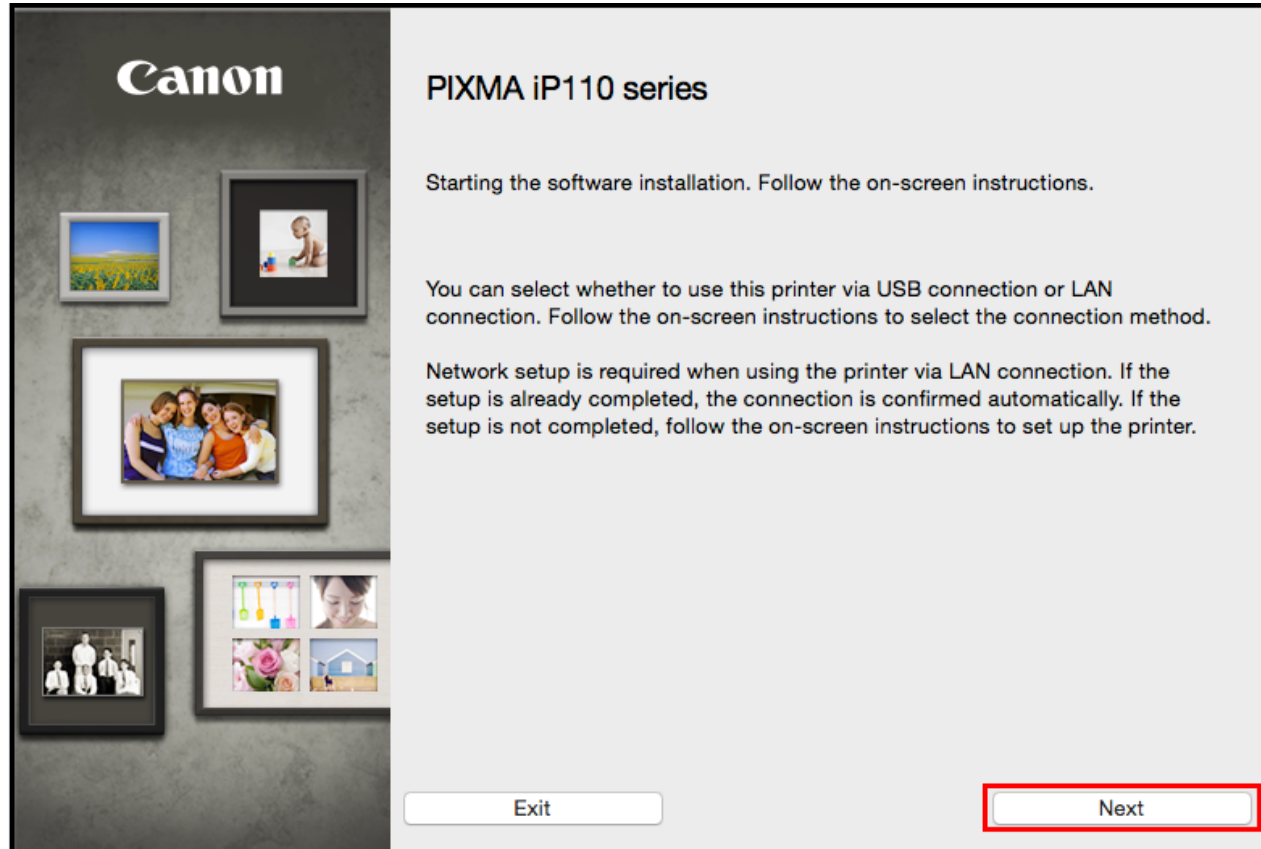 Canon
PIXMA iP110 series
Starting the software installation. Follow the on-screen instructions.
You can select whether to use this printer via USB connection or LAN
connection. Follow the on-screen instructions to select the connection method.
Network setup is required when using the printer via LAN connection. If the
setup is already completed, the connection is confirmed automatically. If the
setup is not completed, follow the on-screen instructions to set up the printer.
Exit
Next